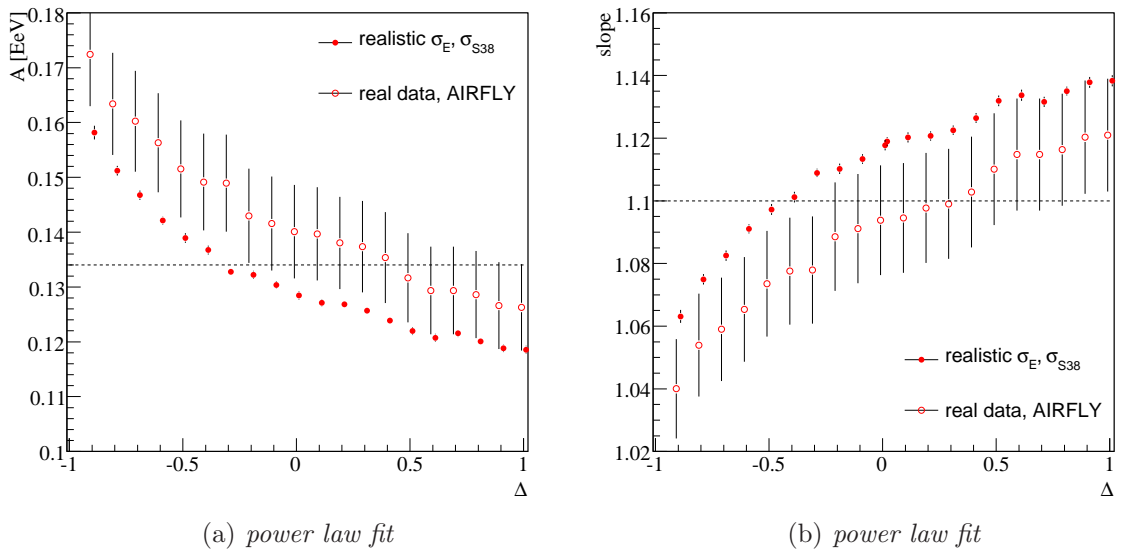 A [EeV]
0.18
0.17
0.16
0.15
0.14
0.13
0.12
0.11
0.1
-1
-0.5
0
0.5
1
Δ
realistic σE, σS38
real data, AIRFLY
(a) power law fit
slope
1.16
1.14
1.12
1.1
1.08
1.06
1.04
1.02
-1
-0.5
0
0.5
1
Δ
realistic σE, σS38
real data, AIRFLY
(b) power law fit